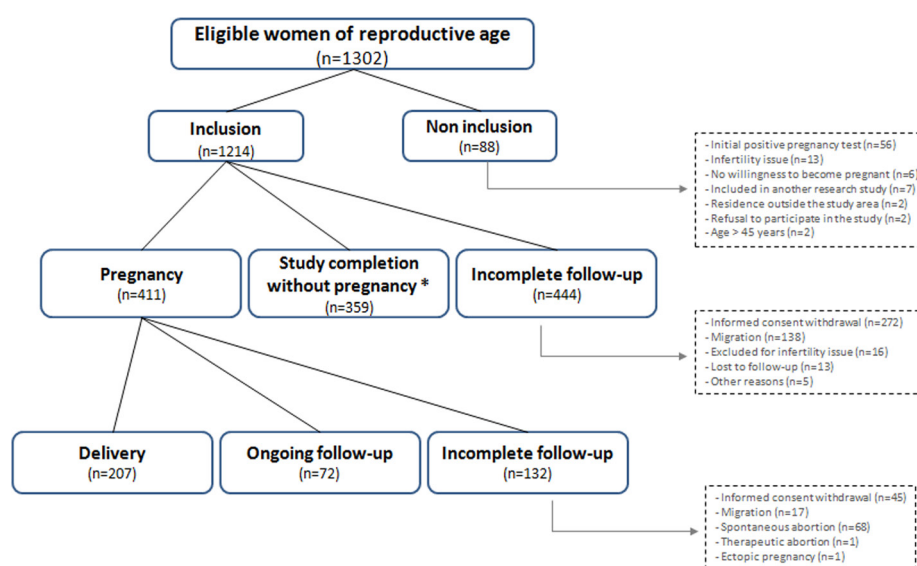 Eligible women of reproductive age
(n=1302)
Inclusion
(n=1214)
Non inclusion
(n=88)
- Initial positive pregnancy test (n=56)
- Infertility issue (n=13)
- No willingness to become pregnant (n=6)
- Included in another research study (n=7)
- Residence outside the study area (n=2)
- Refusal to participate in the study (n=2)
- Age > 45 years (n=2)
Pregnancy
(n=411)
Study completion
without pregnancy *
(n=359)
Incomplete follow-up
(n=444)
- Informed consent withdrawal (n=272)
- Migration (n=138)
- Excluded for infertility issue (n=16)
- Lost to follow-up (n=13)
- Other reasons (n=5)
Delivery
(n=207)
Ongoing follow-up
(n=72)
Incomplete follow-up
(n=132)
- Informed consent withdrawal (n=45)
- Migration (n=17)
- Spontaneous abortion (n=68)
- Therapeutic abortion (n=1)
- Ectopic pregnancy (n=1)